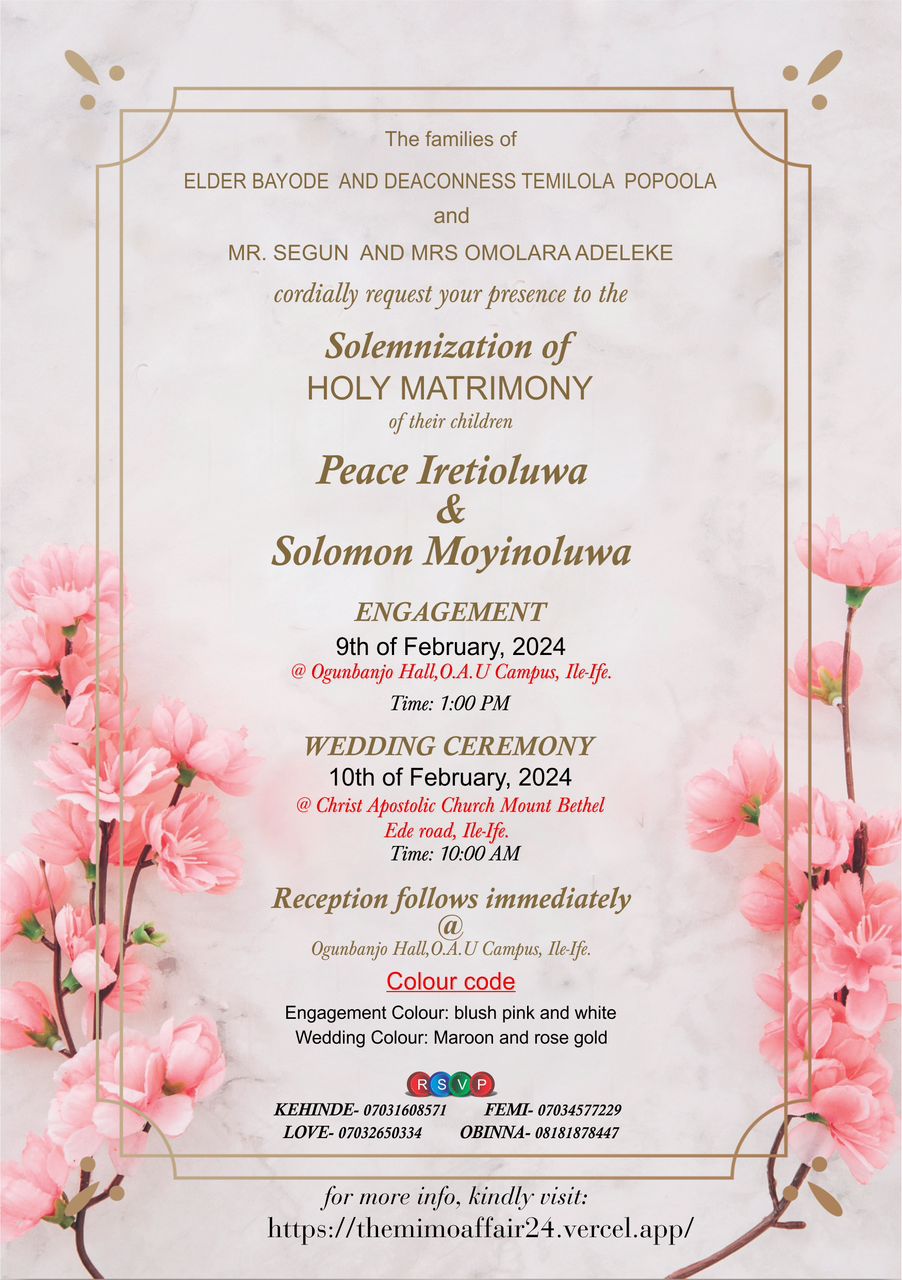 The families of
ELDER BAYODE AND DEACONNESS TEMILOLA POPOOLA
and
MR. SEGUN AND MRS OMOLARA ADELEKE
cordially request your presence to the
Solemnization of
HOLY MATRIMONY
of their children
Peace Iretioluwa
&
Solomon Moyinoluwa
ENGAGEMENT
9th of February, 2024
@ Ogunbanjo Hall,O.A.U Campus, Ile-Ife.
Time: 1:00 PM
WEDDING CEREMONY
10th of February, 2024
@ Christ Apostolic Church Mount Bethel
Ede road, Ile-Ife.
Time: 10:00 AM
Reception follows immediately
@
Ogunbanjo Hall,O.A.U Campus, Ile-Ife.
Colour code
Engagement Colour: blush pink and white
Wedding Colour: Maroon and rose gold
RSVP
KEHINDE- 07031608571 FEMI- 07034577229
LOVE- 07032650334 OBINNA- 08181878447
for more info, kindly visit:
https://themimoaffair24.vercel.app/